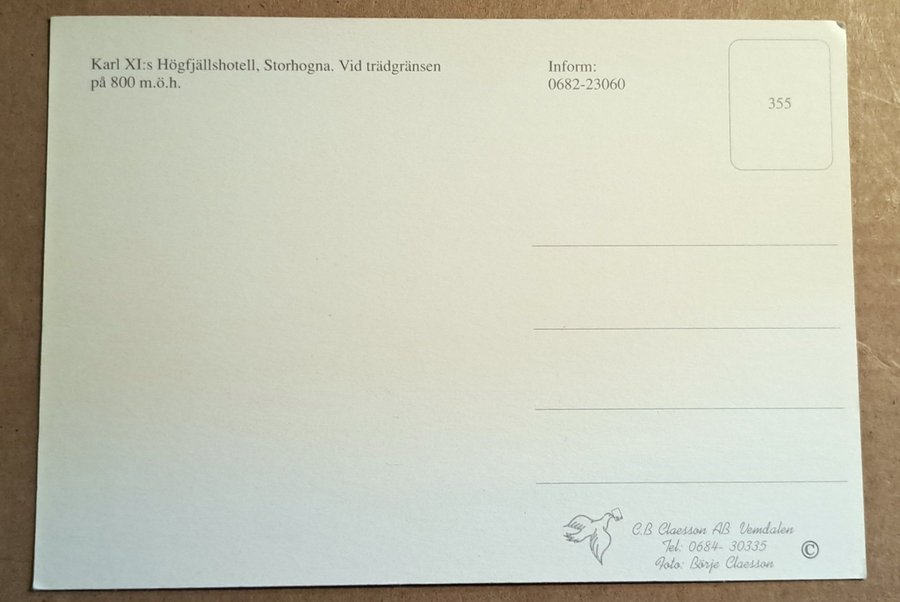 Karl XI:s Högfjällshotell, Storhogna. Vid trädgränsen
på 800 m.ö.h.
Inform:
0682-23060
355
C.B Claesson AB Vemdalen
Tel: 0684- 30335
Foto: Börje Claesson
©